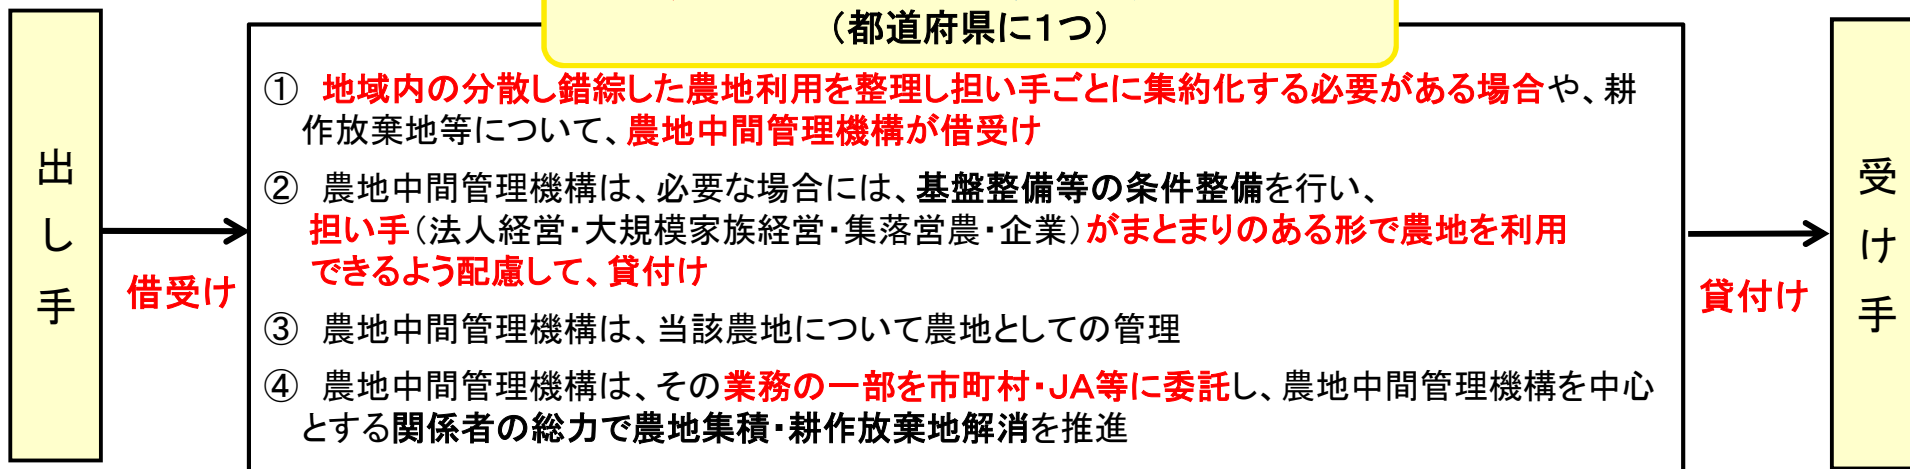 (都道府県に1つ)
出し手
借受け
① 地域内の分散し錯綜した農地利用を整理し担い手ごとに集約化する必要がある場合や、耕
作放棄地等について、農地中間管理機構が借受け
② 農地中間管理機構は、必要な場合には、基盤整備等の条件整備を行い、
担い手(法人経営・大規模家族経営・集落営農・企業)がまとまりのある形で農地を利用
できるよう配慮して、貸付け
③ 農地中間管理機構は、当該農地について農地としての管理
④ 農地中間管理機構は、その業務の一部を市町村・JA等に委託し、農地中間管理機構を中心
とする関係者の総力で農地集積・耕作放棄地解消を推進
貸付け
受け手